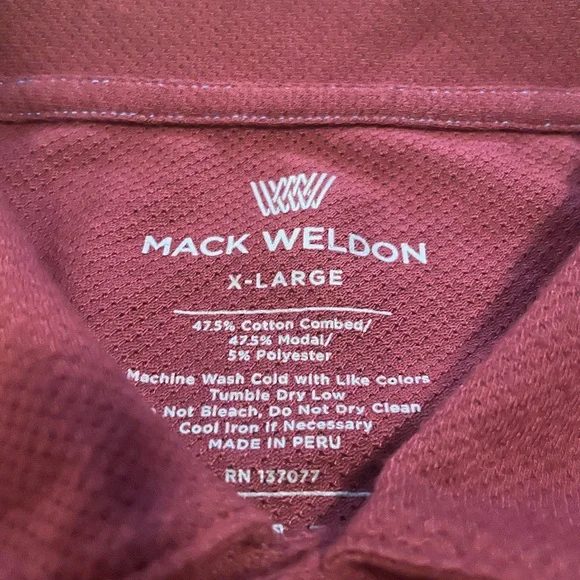 MACK WELDON
X-LARGE
47.5% Cotton Combed/
47.5% Modal/
5% Polyester
Machine Wash Cold with Like Colors
Tumble Dry Low
Not Bleach, Do Not Dry Clean
Cool Iron If Necessary
MADE IN PERU
RN 137077